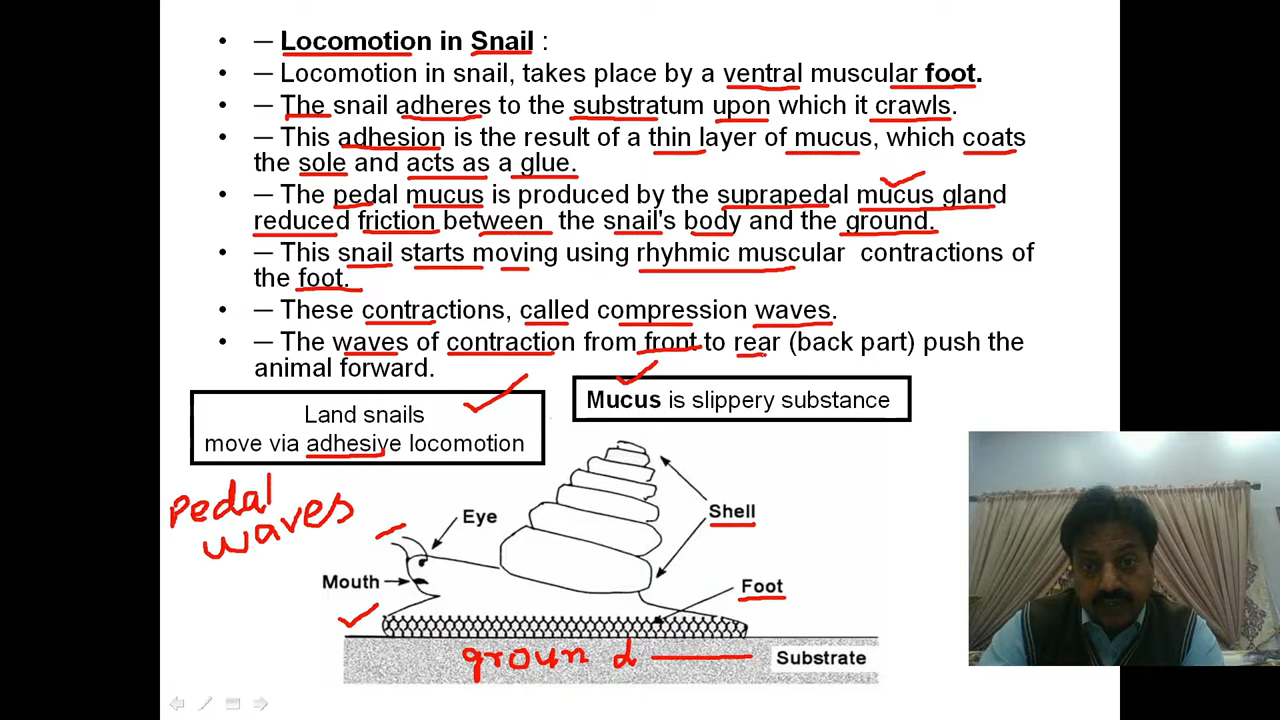 • — Locomotion in Snail :
• — Locomotion in snail, takes place by a ventral muscular foot.
• — The snail adheres to the substratum upon which it crawls.
• — This adhesion is the result of a thin layer of mucus, which coats
the sole and acts as a glue.
• — The pedal mucus is produced by the suprapedal mucus gland
reduced friction between the snail's body and the ground.
• — This snail starts moving using rhyhmic muscular contractions of
the foot.
• — These contractions, called compression waves.
• — The waves of contraction from front to rear (back part) push the
animal forward.
Land snails
move via adhesive locomotion
Mucus is slippery substance
Pedal
waves
Eye
Shell
Mouth
Foot
ground
Substrate